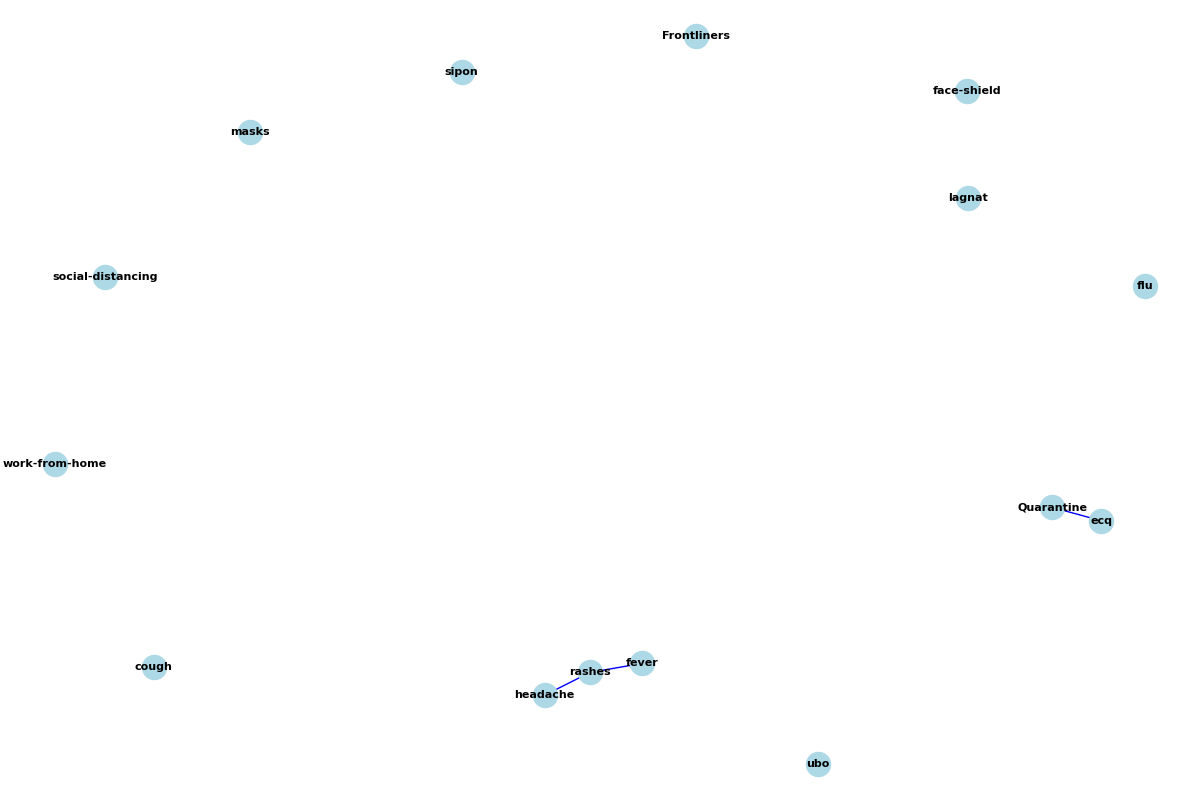 Frontliners
sipon
face-shield
masks
lagnat
social-distancing
flu
work-from-home
Quarantine
ecq
fever
cough
rashes
headache
ubo